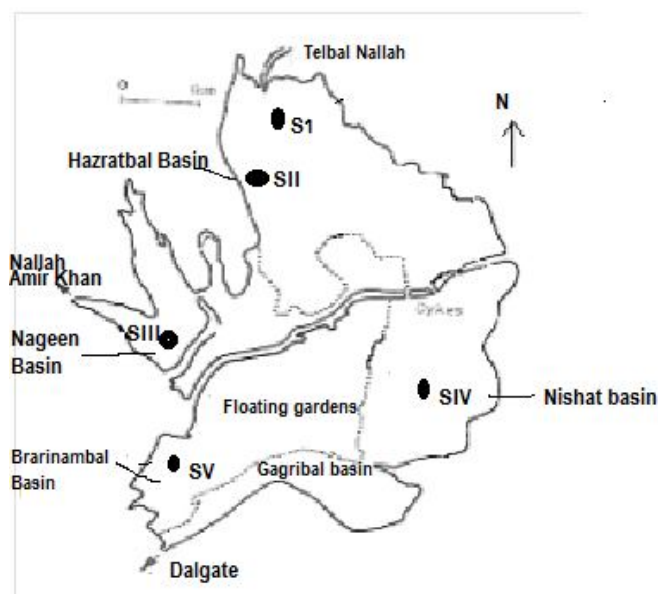 Telbal Nallah
N
S1
Hazratbal Basin
SII
Nallah
Amir Khan
Dykes
SIII
Nageen
Basin
SIV
Nishat basin
Floating gardens
Brarinambal
Basin
SV
Gagribal basin
Dalgate